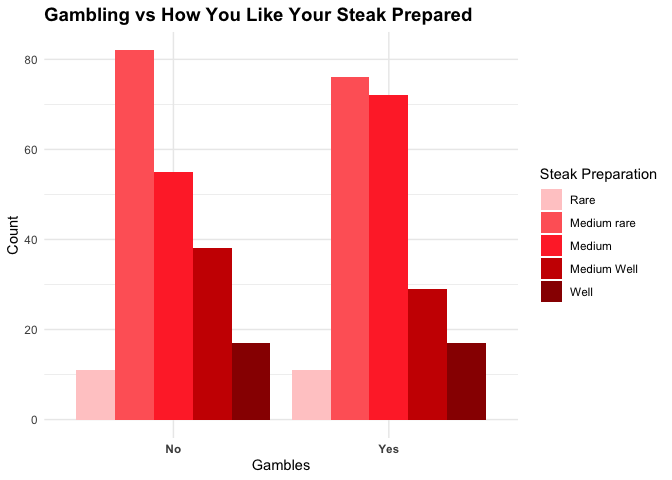 Gambling vs How You Like Your Steak Prepared
80
60
40
20
0
Count
No
Yes
Gambles
Steak Preparation
Rare
Medium rare
Medium
Medium Well
Well